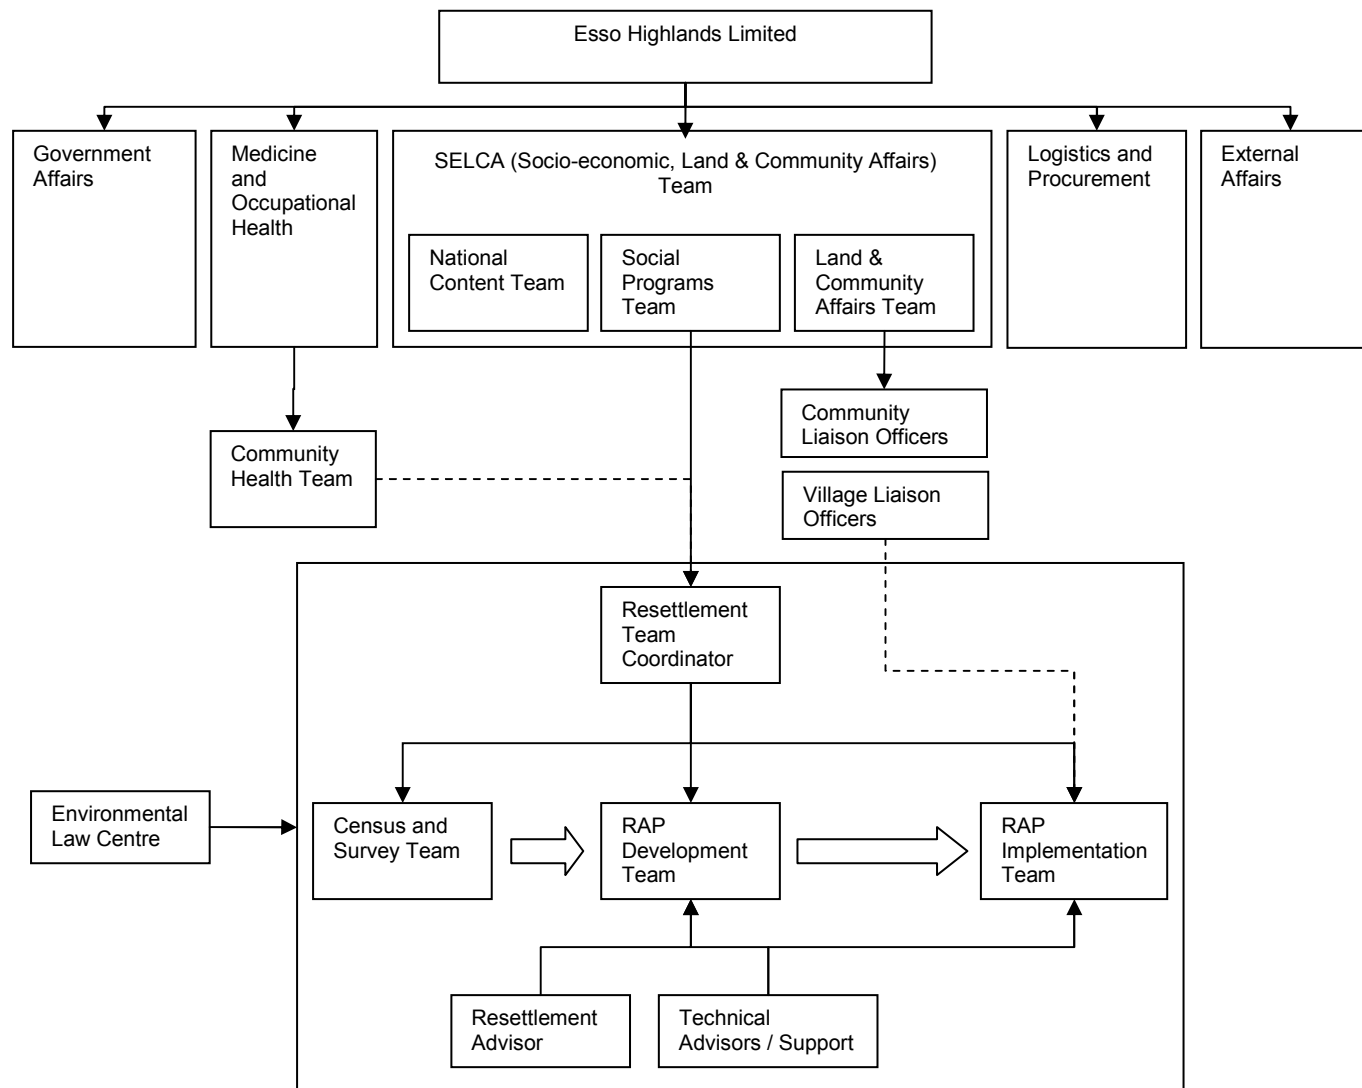 Esso Highlands Limited
Government
Affairs
Medicine
and
Occupational
Health
SELCA (Socio-economic, Land & Community Affairs)
Team
Logistics and
Procurement
External
Affairs
National
Content Team
Social
Programs
Team
Land &
Community
Affairs Team
Community
Liaison Officers
Community
Health Team
Village Liaison
Officers
Resettlement
Team
Coordinator
Environmental
Law Centre
Census and
Survey Team
RAP
Development
Team
RAP
Implementation
Team
Resettlement
Advisor
Technical
Advisors / Support